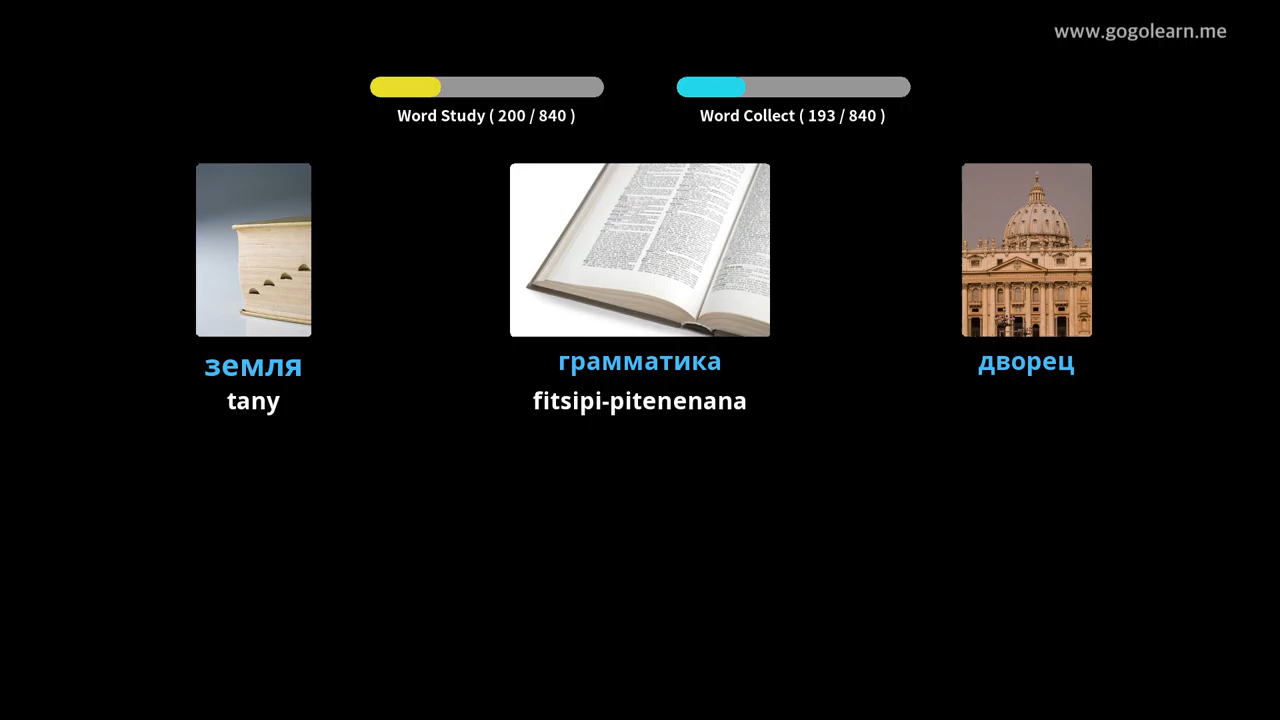 www.gogolearn.me
Word Study ( 200 / 840 )
Word Collect ( 193 / 840 )
земля
tany
грамматика
fitsipi-pitenenana
дворец